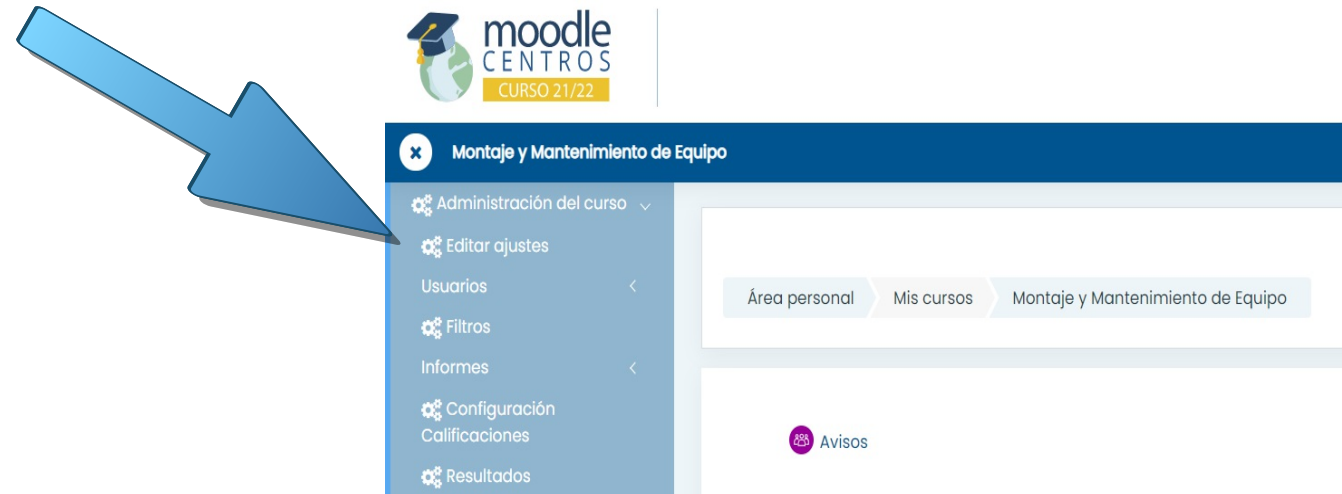 moodle
CENTROS
CURSO 21/22
Montaje y Mantenimiento de Equipo
Administración del curso
Editar ajustes
Usuarios
Filtros
Informes
Configuración
Calificaciones
Resultados
Área personal Mis cursos Montaje y Mantenimiento de Equipo
Avisos